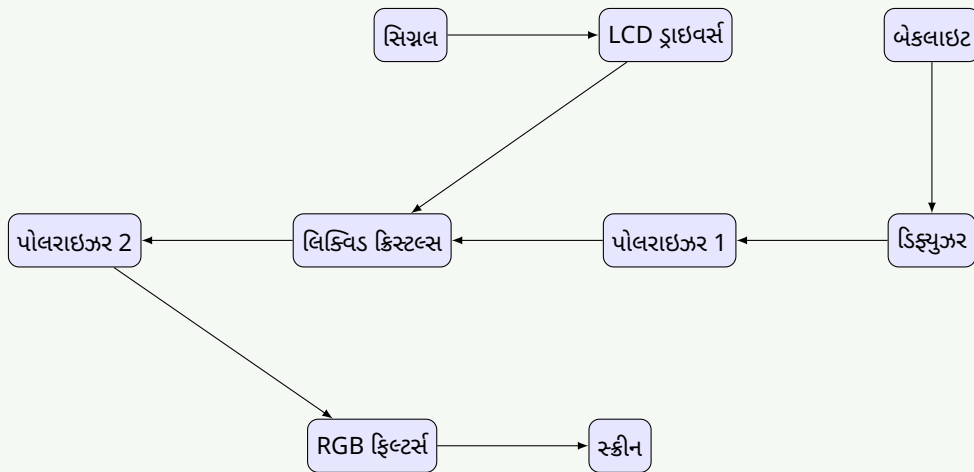 સિગ્નલ
LCD ડ્રાઇવર્સ
બેકલાઇટ
પોલરાઇઝર 2
લિક્વિડ ક્રિસ્ટલ્સ
પોલરાઇઝર 1
ડિફ્યુઝર
RGB ફિલ્ટર્સ
સ્ક્રીન